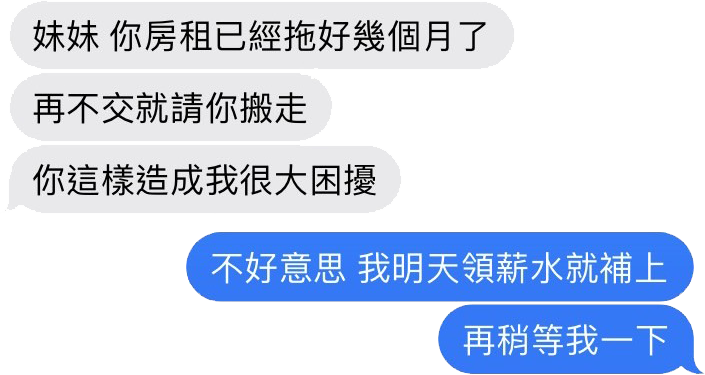 妹妹 你房租已經拖好幾個月了
再不交就請你搬走
你這樣造成我很大困擾
不好意思 我明天領薪水就補上
再稍等我一下